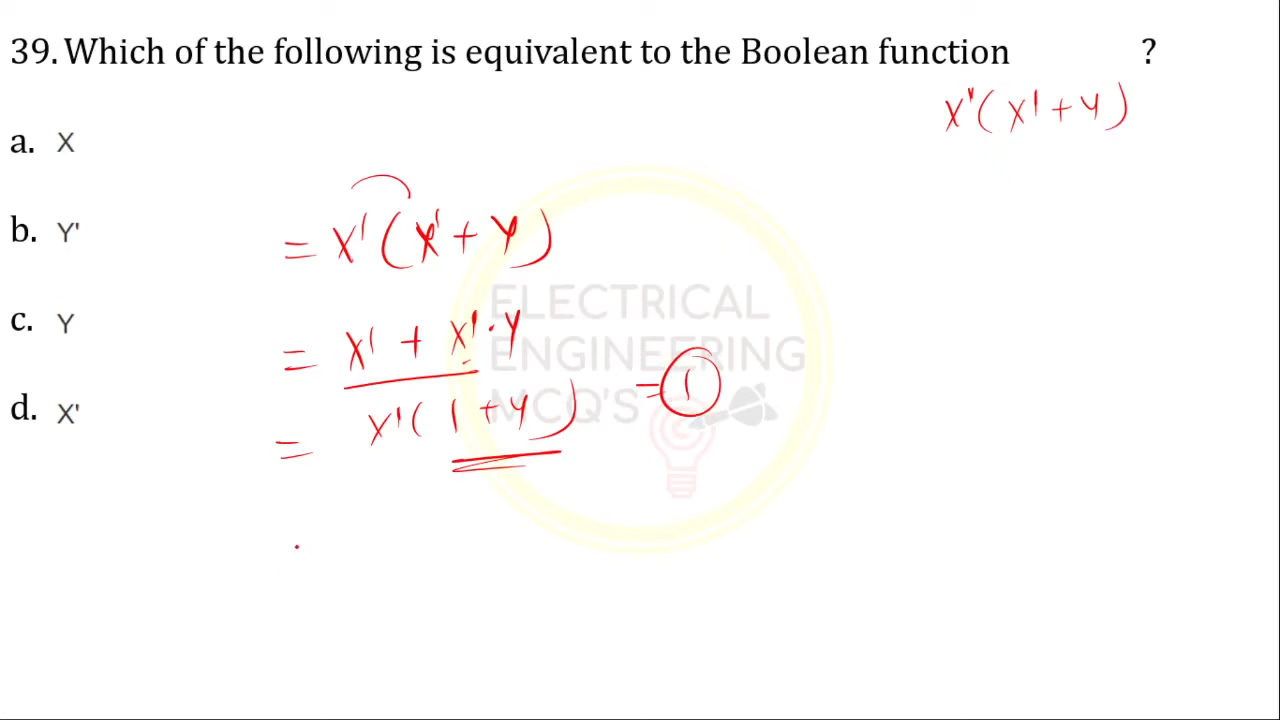 39. Which of the following is equivalent to the Boolean function ?
X'(X'+Y)
a. X
= X'(X'+Y)
b. Y'
ELECTRICAL
c. Y
= X' + X'·Y
ENGINEERING
MCQ'S
= 1
d. X'
= X'(1+Y)